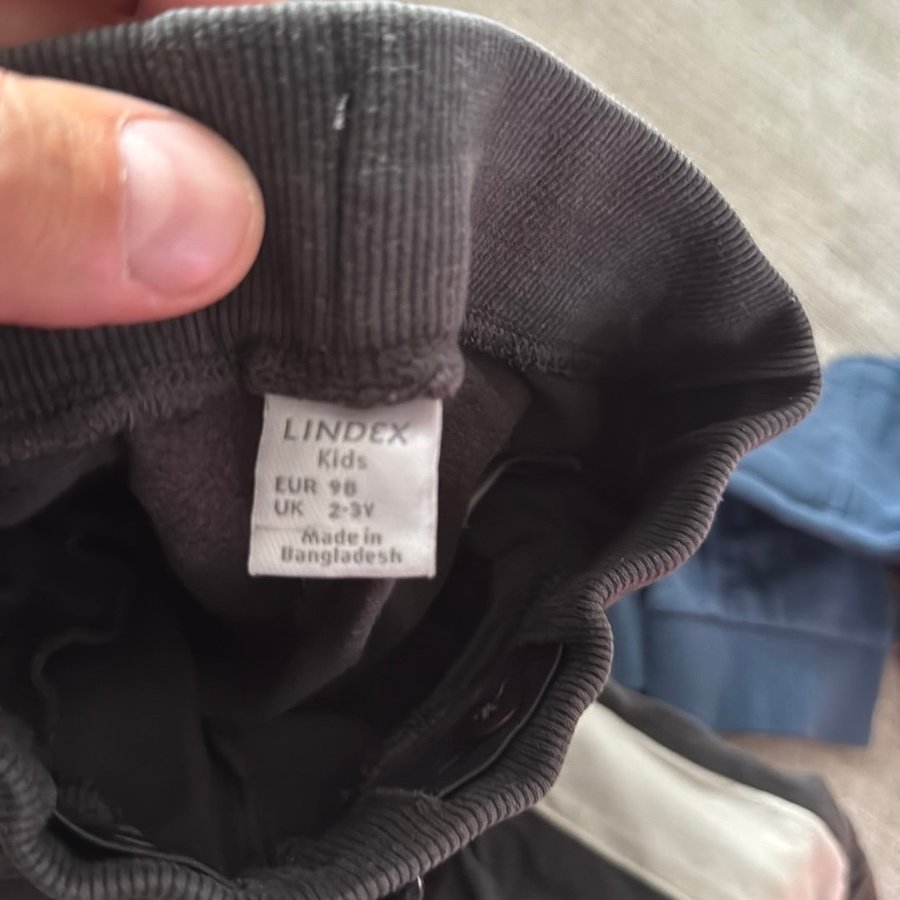 LINDEX
Kids
EUR 98
UK 2-3Y
Made in
Bangladesh